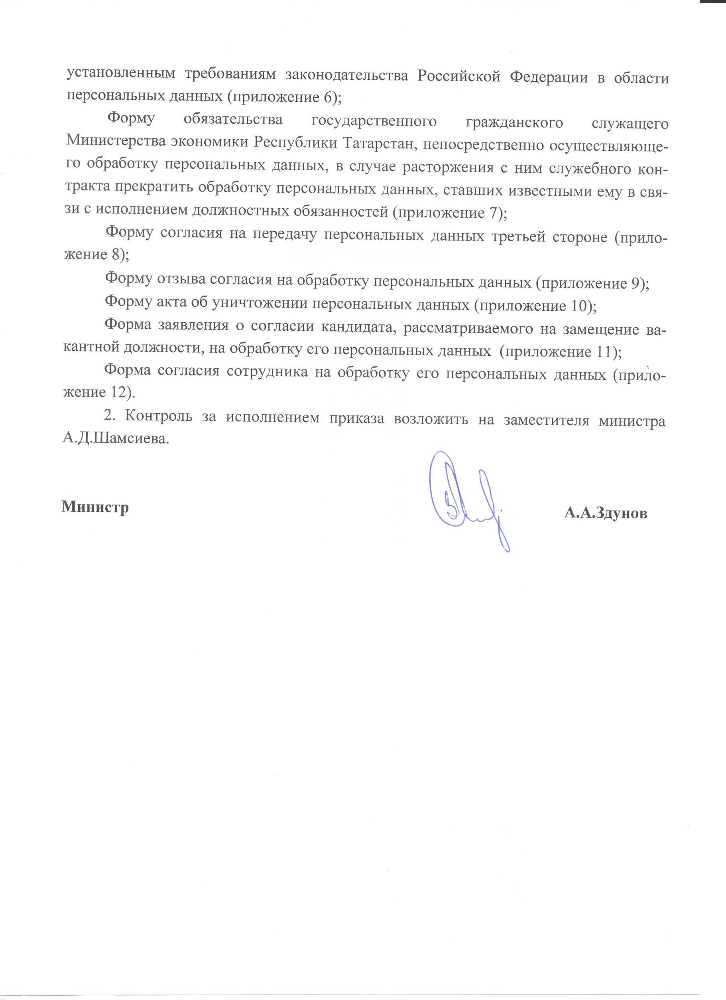 установленным требованиям законодательства Российской Федерации в области
персональных данных (приложение 6);
Форму обязательства государственного гражданского служащего
Министерства экономики Республики Татарстан, непосредственно осуществляюще-
го обработку персональных данных, в случае расторжения с ним служебного кон-
тракта прекратить обработку персональных данных, ставших известными ему в свя-
зи с исполнением должностных обязанностей (приложение 7);
Форму согласия на передачу персональных данных третьей стороне (прило-
жение 8);
Форму отзыва согласия на обработку персональных данных (приложение 9);
Форму акта об уничтожении персональных данных (приложение 10);
Форма заявления о согласии кандидата, рассматриваемого на замещение ва-
кантной должности, на обработку его персональных данных (приложение 11);
Форма согласия сотрудника на обработку его персональных данных (прило-
жение 12).
2. Контроль за исполнением приказа возложить на заместителя министра
А.Д.Шамсиева.
Министр А.А.Здунов